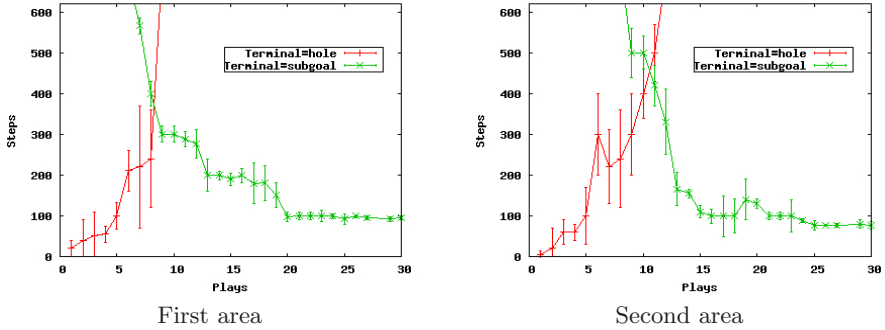 600
500
400
300
200
100
0
Steps
Terminal=hole
Terminal=subgoal
0 5 10 15 20 25 30
Plays
First area
600
500
400
300
200
100
0
Steps
Terminal=hole
Terminal=subgoal
0 5 10 15 20 25 30
Plays
Second area